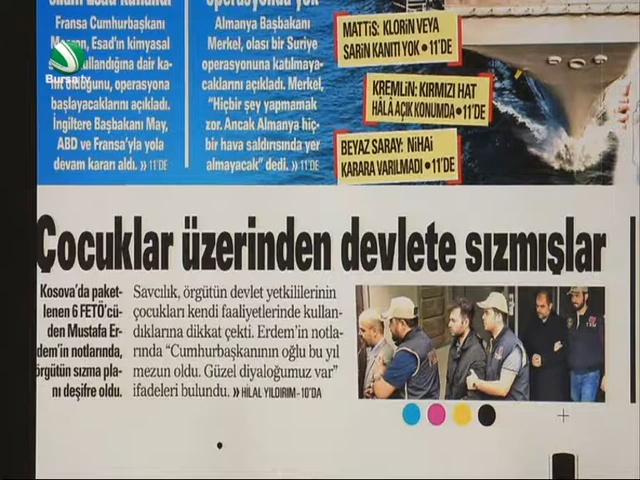 operasyonda yok
Fransa Cumhurbaşkanı
Esad'ın kimyasal
kullandığına dair ka-
olduğunu, operasyona
başlayacaklarını açıkladı.
İngiltere Başbakanı May,
ABD ve Fransa'yla yola
devam kararı aldı. » 11'DE
Almanya Başbakanı
Merkel, olası bir Suriye
operasyonuna katılmaya-
caklarını açıkladı. Merkel,
"Hiçbir şey yapmamak
zor. Ancak Almanya hiç-
bir hava saldırısında yer
almayacak" dedi. » 11'DE
MATTİS: KLORİN VEYA
SARİN KANITI YOK • 11'DE
KREMLİN: KIRMIZI HAT
HÂLÂ AÇIK KONUMDA • 11'DE
BEYAZ SARAY: NİHAİ
KARARA VARILMADI • 11'DE
Bursa tv
Çocuklar üzerinden devlete sızmışlar
Kosova'da paket-
lenen 6 FETÖ'cü-
den Mustafa Er-
dem'in notlarında,
örgütün sızma pla-
nı deşifre oldu.
Savcılık, örgütün devlet yetkililerinin
çocukları kendi faaliyetlerinde kullan-
dıklarına dikkat çekti. Erdem'in notla-
rında "Cumhurbaşkanının oğlu bu yıl
mezun oldu. Güzel diyaloğumuz var"
ifadeleri bulundu. » HİLAL YILDIRIM - 10'DA